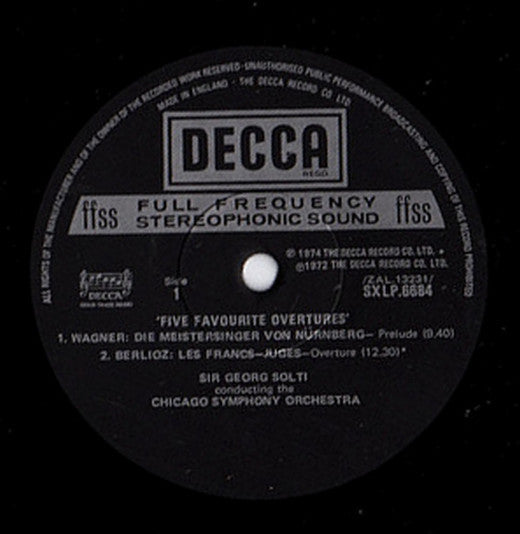 ALL RIGHTS OF THE MANUFACTURER AND OF THE OWNER OF THE RECORDED WORK RESERVED · UNAUTHORISED PUBLIC PERFORMANCE BROADCASTING AND COPYING OF THIS RECORD PROHIBITED
MADE IN ENGLAND · THE DECCA RECORD CO. LTD.
DECCA
REGD
ffss FULL FREQUENCY STEREOPHONIC SOUND ffss
℗ 1974 THE DECCA RECORD CO. LTD. *
℗ 1972 THE DECCA RECORD CO. LTD.
DECCA
Side
1
/ZAL.13231/
SXLP.6684
'FIVE FAVOURITE OVERTURES'
1. WAGNER: DIE MEISTERSINGER VON NURNBERG— Prelude (9.40)
2. BERLIOZ: LES FRANCS—JUGES—Overture (12.30)*
SIR GEORG SOLTI
conducting the
CHICAGO SYMPHONY ORCHESTRA